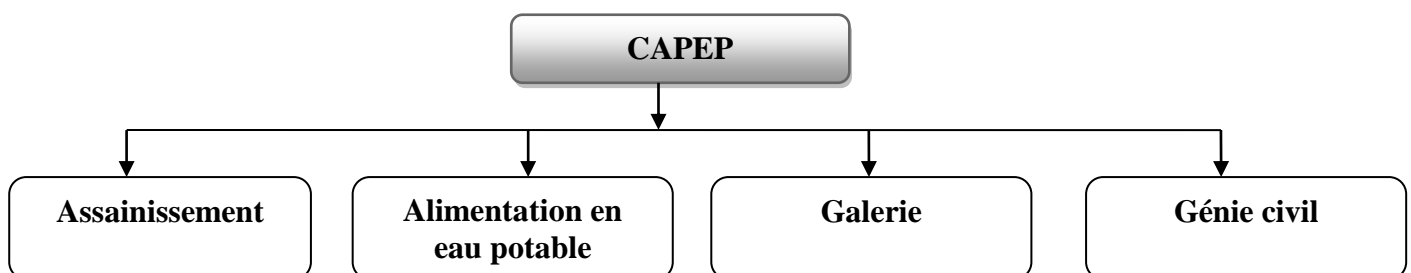 CAPEP
Assainissement
Alimentation en
eau potable
Galerie
Génie civil